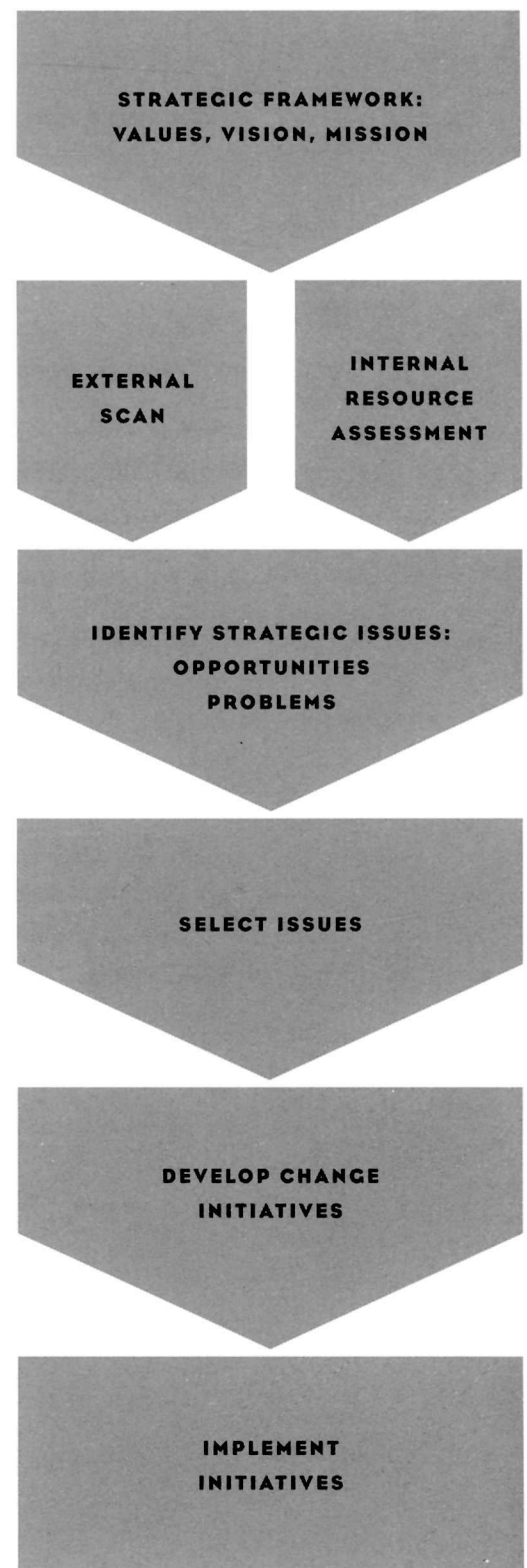 STRATEGIC FRAMEWORK:
VALUES, VISION, MISSION
EXTERNAL
SCAN
INTERNAL
RESOURCE
ASSESSMENT
IDENTIFY STRATEGIC ISSUES:
OPPORTUNITIES
PROBLEMS
SELECT ISSUES
DEVELOP CHANGE
INITIATIVES
IMPLEMENT
INITIATIVES